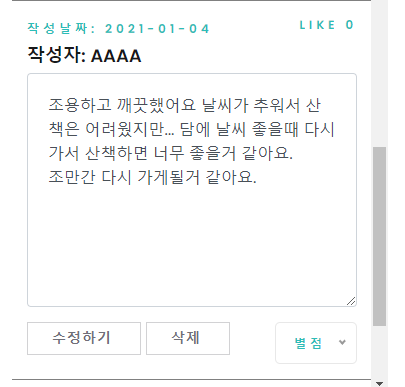 작성날짜: 2021-01-04
LIKE 0
작성자: AAAA
조용하고 깨끗했어요 날씨가 추워서 산
책은 어려웠지만... 담에 날씨 좋을때 다시
가서 산책하면 너무 좋을거 같아요.
조만간 다시 가게될거 같아요.
수정하기
삭제
별점